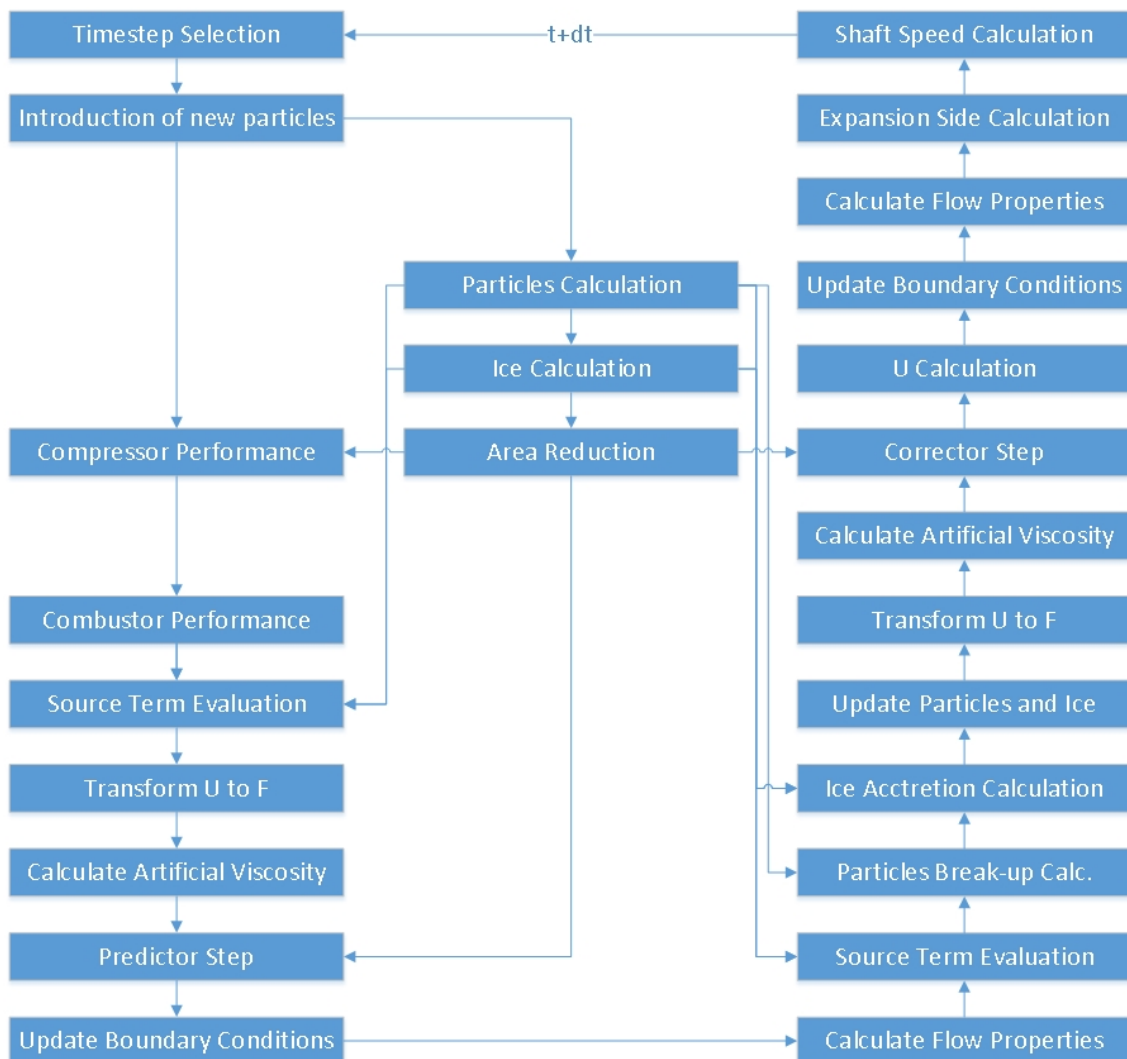 Timestep Selection
t+dt
Shaft Speed Calculation
Introduction of new particles
Expansion Side Calculation
Calculate Flow Properties
Particles Calculation
Update Boundary Conditions
Ice Calculation
U Calculation
Compressor Performance
Area Reduction
Corrector Step
Calculate Artificial Viscosity
Combustor Performance
Transform U to F
Source Term Evaluation
Update Particles and Ice
Transform U to F
Ice Acctretion Calculation
Calculate Artificial Viscosity
Particles Break-up Calc.
Predictor Step
Source Term Evaluation
Update Boundary Conditions
Calculate Flow Properties